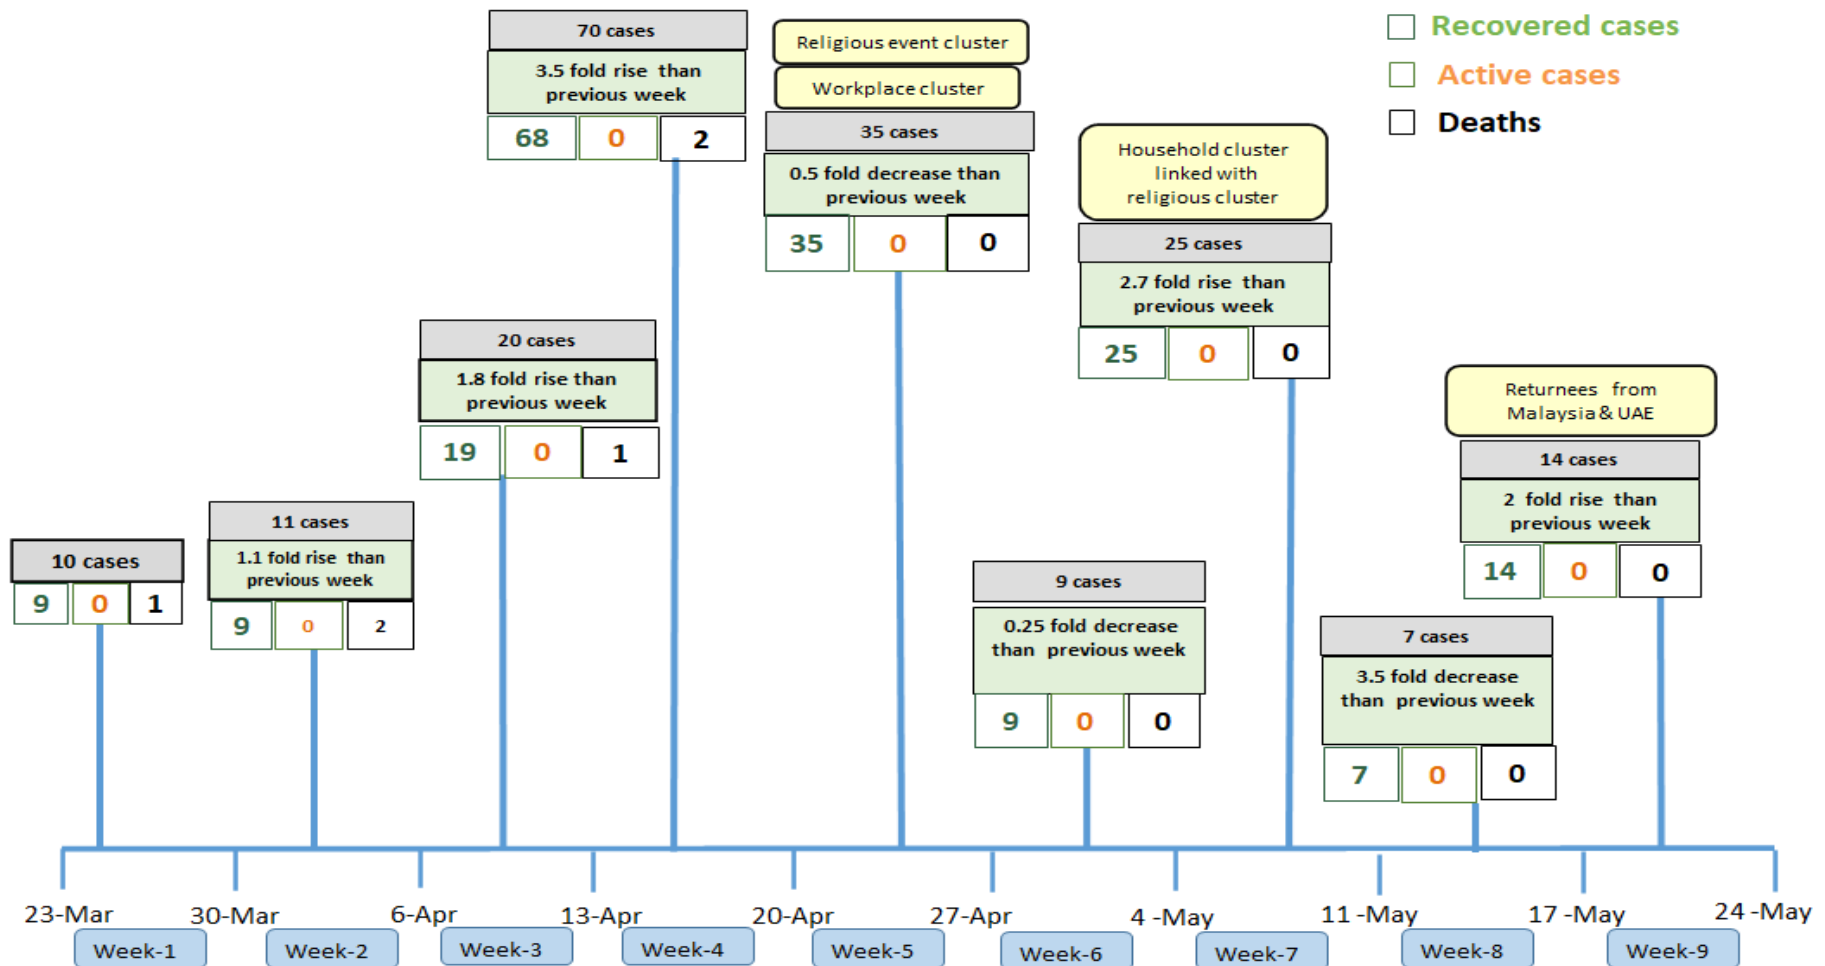 Recovered cases
Active cases
Deaths
10 cases
9 0 1
11 cases
1.1 fold rise than
previous week
9 0 2
20 cases
1.8 fold rise than
previous week
19 0 1
70 cases
3.5 fold rise than
previous week
68 0 2
Religious event cluster
Workplace cluster
35 cases
0.5 fold decrease than
previous week
35 0 0
9 cases
0.25 fold decrease
than previous week
9 0 0
Household cluster
linked with
religious cluster
25 cases
2.7 fold rise than
previous week
25 0 0
7 cases
3.5 fold decrease
than previous week
7 0 0
Returnees from
Malaysia & UAE
14 cases
2 fold rise than
previous week
14 0 0
23-Mar 30-Mar 6-Apr 13-Apr 20-Apr 27-Apr 4 -May 11 -May 17 -May 24 -May
Week-1 Week-2 Week-3 Week-4 Week-5 Week-6 Week-7 Week-8 Week-9